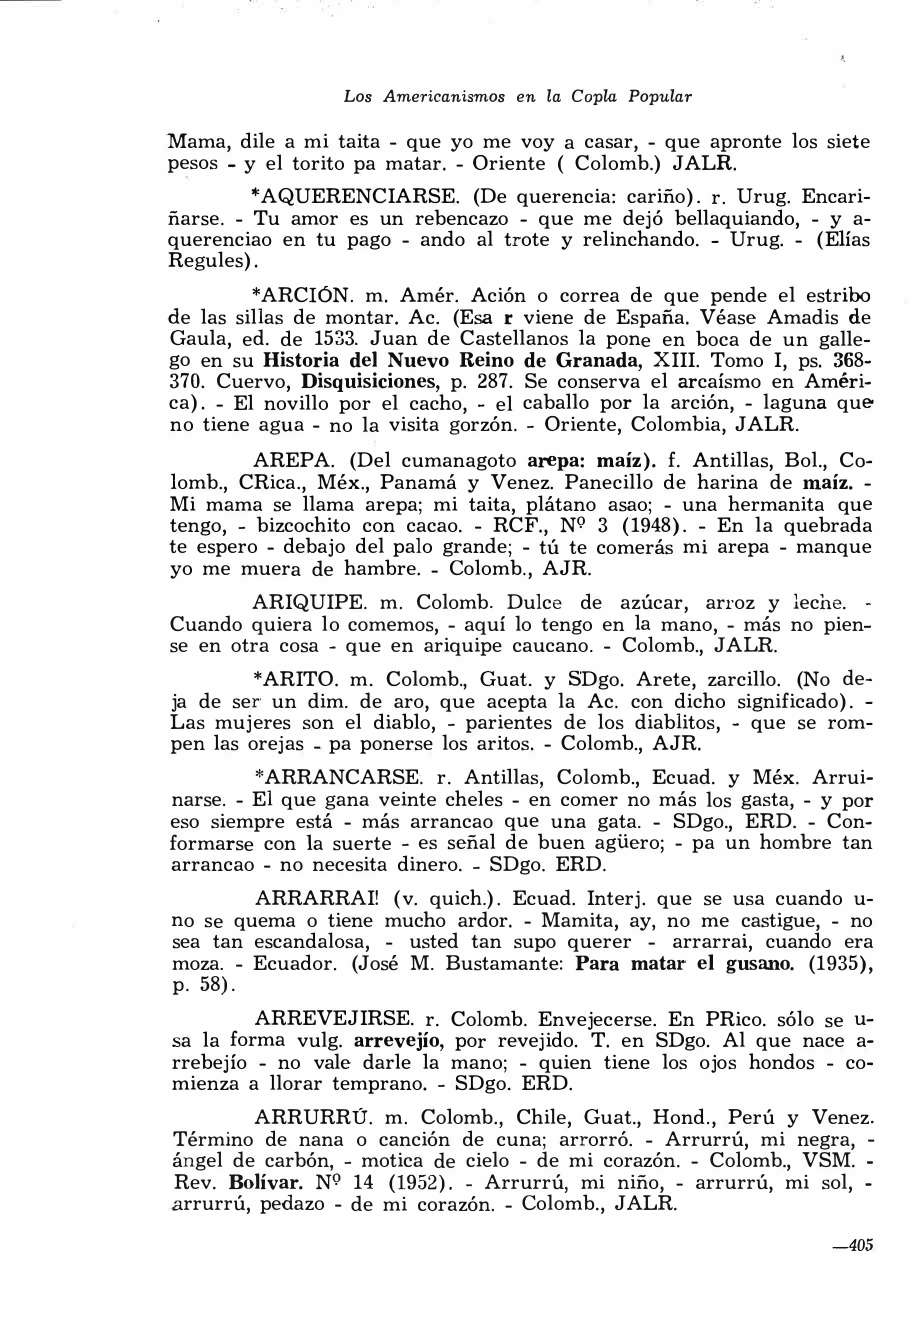 Los Americanismos en la Copla Popular
Mama, dile a mi taita - que yo me voy a casar, - que apronte los siete
pesos - y el torito pa matar. - Oriente ( Colomb.) JALR.
*AQUERENCIARSE. (De querencia: cariño). r. Urug. Encari-
ñarse. - Tu amor es un rebencazo - que me dejó bellaquiando, - y a-
querenciao en tu pago - ando al trote y relinchando. - Urug. - (Elías
Regules).
*ARCIÓN. m. Amér. Ación o correa de que pende el estribo
de las sillas de montar. Ac. (Esa r viene de España. Véase Amadis de
Gaula, ed. de 1533. Juan de Castellanos la pone en boca de un galle-
go en su Historia del Nuevo Reino de Granada, XIII. Tomo I, ps. 368-
370. Cuervo, Disquisiciones, p. 287. Se conserva el arcaísmo en Améri-
ca). - El novillo por el cacho, - el caballo por la arción, - laguna que
no tiene agua - no la visita gorzón. - Oriente, Colombia, JALR.
AREPA. (Del cumanagoto arepa: maíz). f. Antillas, Bol., Co-
lomb., CRica., Méx., Panamá y Venez. Panecillo de harina de maíz. -
Mi mama se llama arepa; mi taita, plátano asao; - una hermanita que
tengo, - bizcochito con cacao. - RCF., Nº 3 (1948). - En la quebrada
te espero - debajo del palo grande; - tú te comerás mi arepa - manque
yo me muera de hambre. - Colomb., AJR.
ARIQUIPE. m. Colomb. Dulce de azúcar, arroz y leche. -
Cuando quiera lo comemos, - aquí lo tengo en la mano, - más no pien-
se en otra cosa - que en ariquipe caucano. - Colomb., JALR.
*ARITO. m. Colomb., Guat. y SDgo. Arete, zarcillo. (No de-
ja de ser un dim. de aro, que acepta la Ac. con dicho significado). -
Las mujeres son el diablo, - parientes de los diablitos, - que se rom-
pen las orejas - pa ponerse los aritos. - Colomb., AJR.
*ARRANCARSE. r. Antillas, Colomb., Ecuad. y Méx. Arrui-
narse. - El que gana veinte cheles - en comer no más los gasta, - y por
eso siempre está - más arrancao que una gata. - SDgo., ERD. - Con-
formarse con la suerte - es señal de buen agüero; - pa un hombre tan
arrancao - no necesita dinero. - SDgo. ERD.
ARRARRAI! (v. quich.). Ecuad. Interj. que se usa cuando u-
no se quema o tiene mucho ardor. - Mamita, ay, no me castigue, - no
sea tan escandalosa, - usted tan supo querer - arrarrai, cuando era
moza. - Ecuador. (José M. Bustamante: Para matar el gusano. (1935),
p. 58).
ARREVEJIRSE. r. Colomb. Envejecerse. En PRico. sólo se u-
sa la forma vulg. arrevejío, por revejido. T. en SDgo. Al que nace a-
rrebejío - no vale darle la mano; - quien tiene los ojos hondos - co-
mienza a llorar temprano. - SDgo. ERD.
ARRURRÚ. m. Colomb., Chile, Guat., Hond., Perú y Venez.
Término de nana o canción de cuna; arrorró. - Arrurrú, mi negra, -
ángel de carbón, - motica de cielo - de mi corazón. - Colomb., VSM. -
Rev. Bolívar. Nº 14 (1952). - Arrurrú, mi niño, - arrurrú, mi sol, -
arrurrú, pedazo - de mi corazón. - Colomb., JALR.
—405